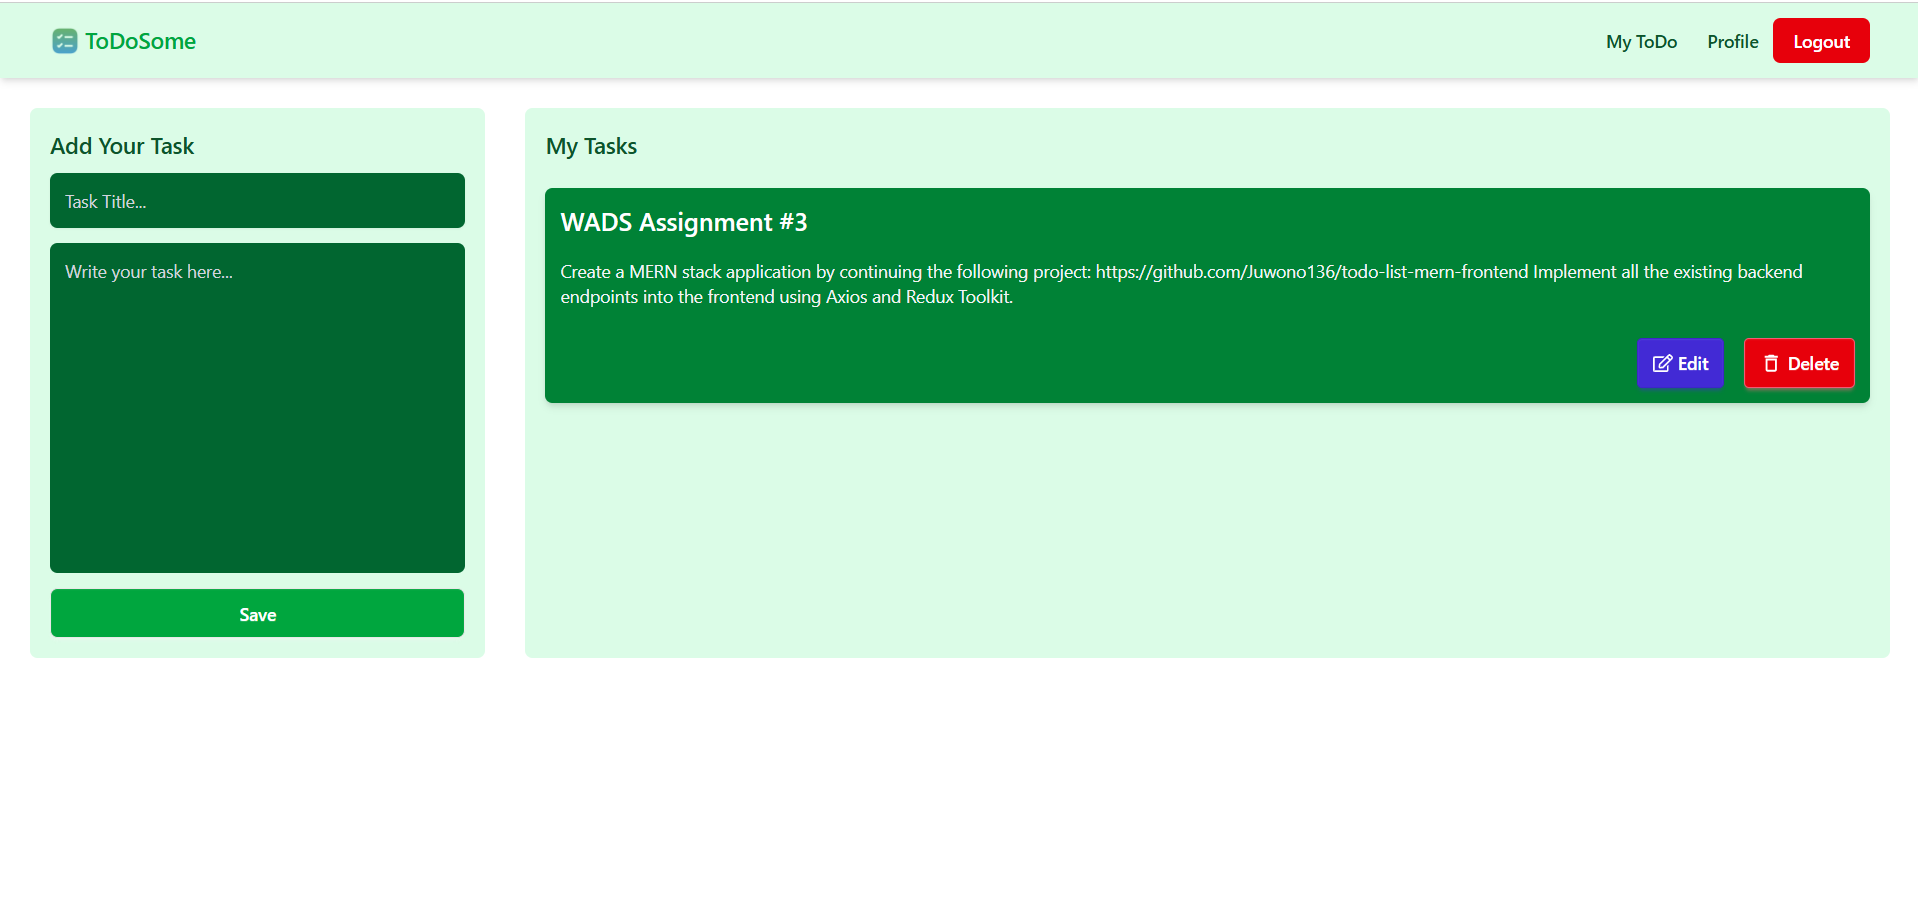 ToDoSome
My ToDo
Profile
Logout
Add Your Task
Task Title...
Write your task here...
Save
My Tasks
WADS Assignment #3
Create a MERN stack application by continuing the following project: https://github.com/Juwono136/todo-list-mern-frontend Implement all the existing backend
endpoints into the frontend using Axios and Redux Toolkit.
Edit
Delete